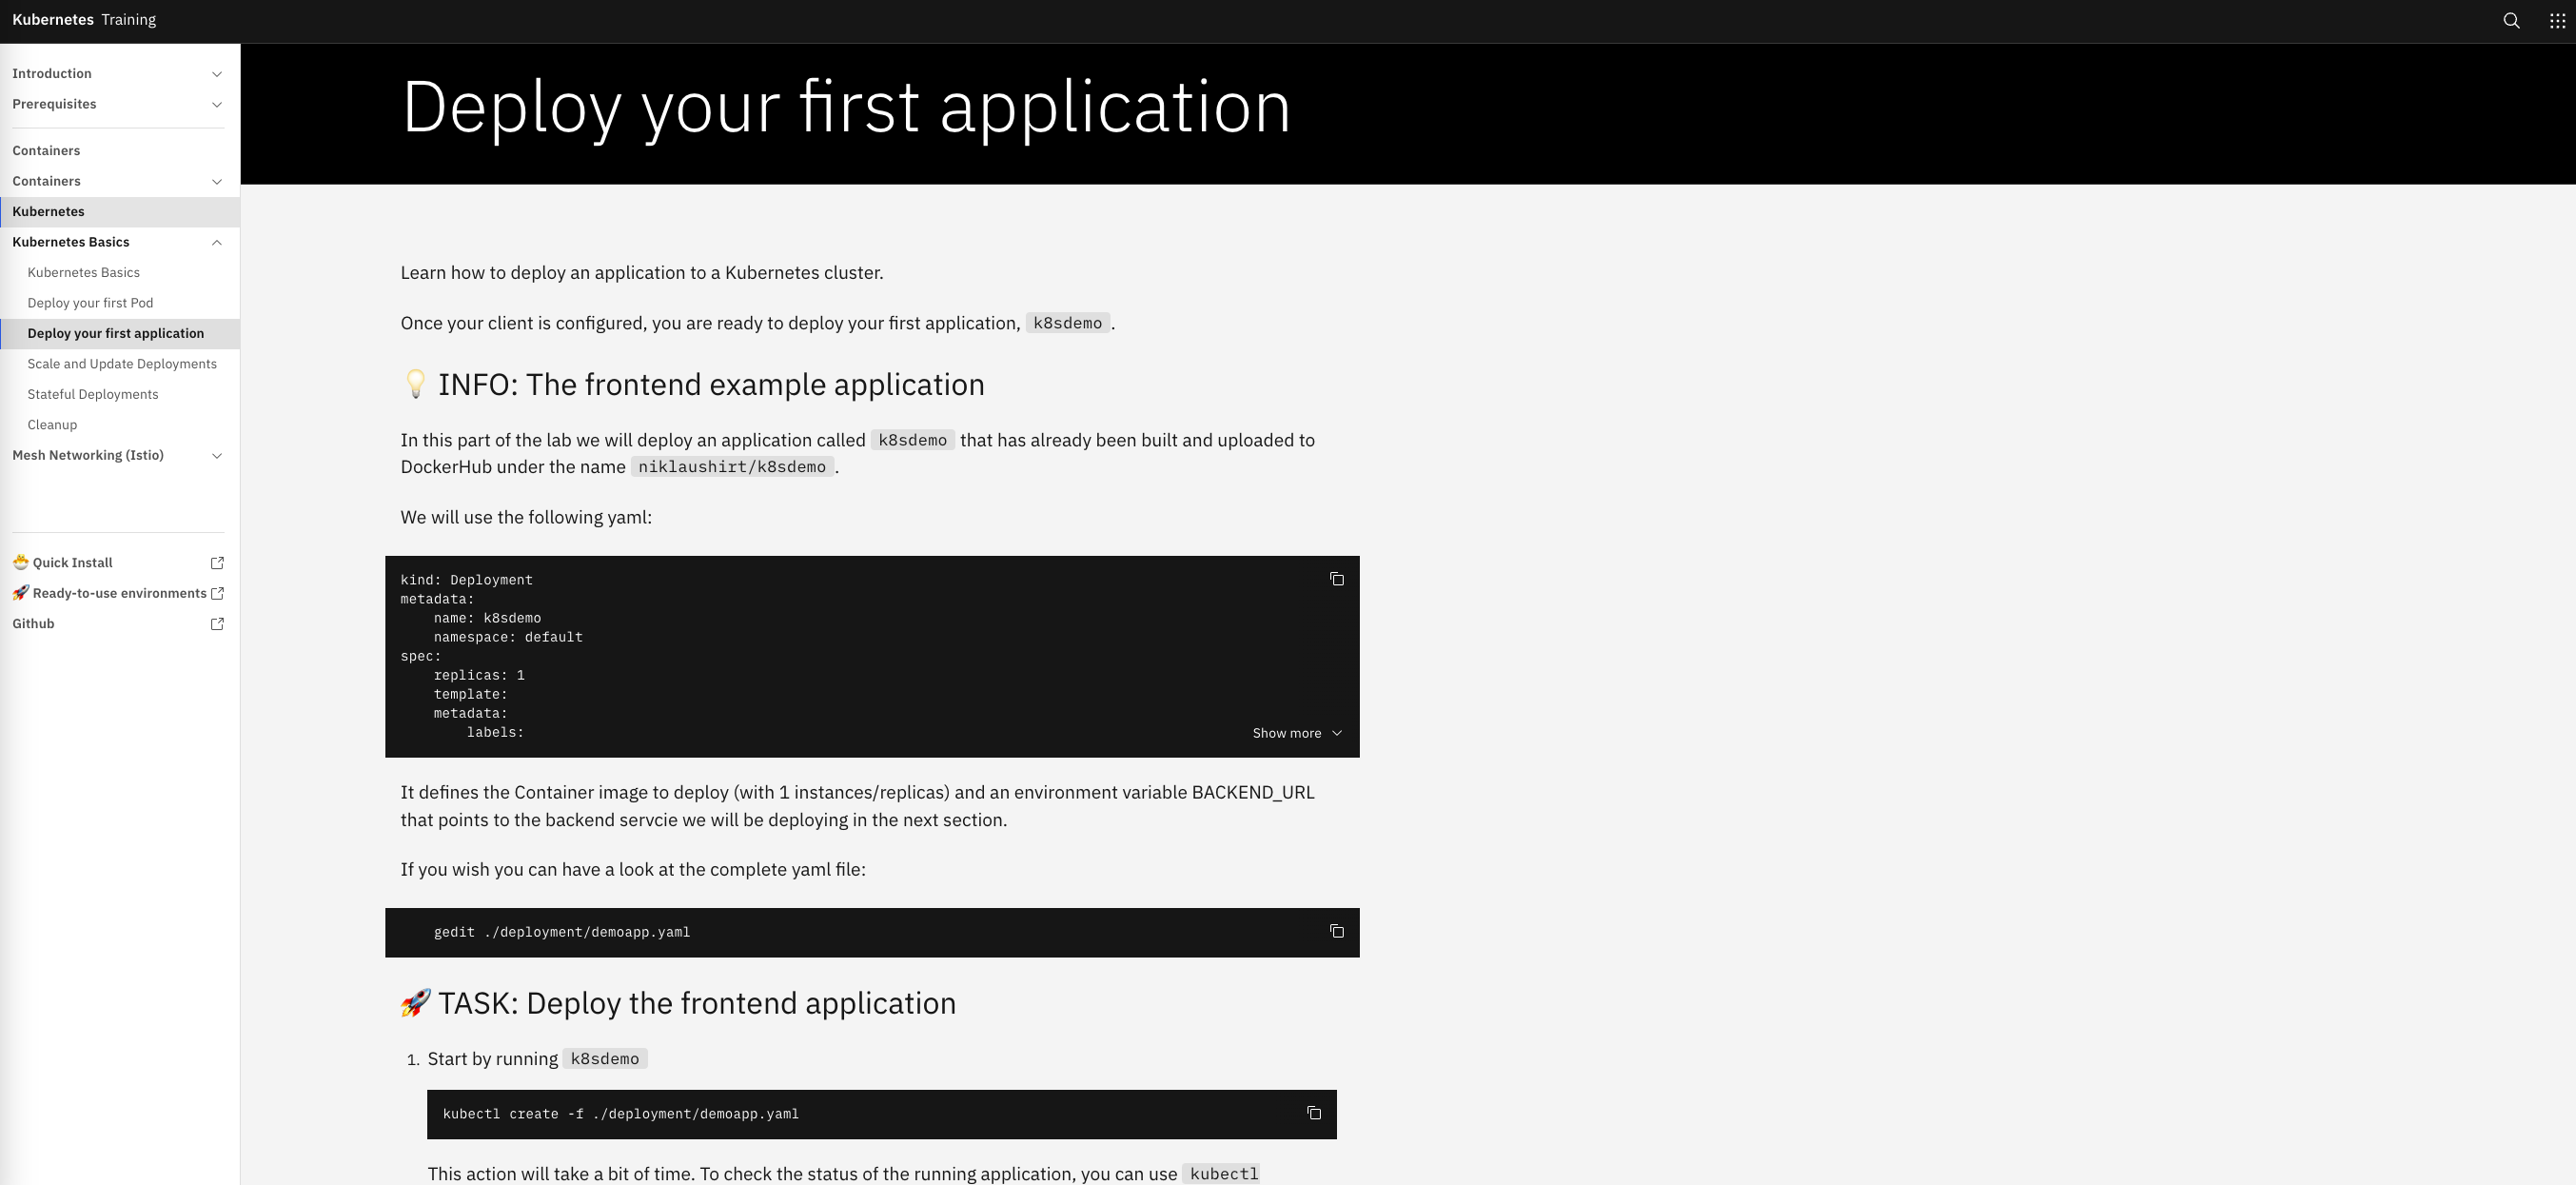 Kubernetes Training
Introduction
Prerequisites
Containers
Containers
Kubernetes
Kubernetes Basics
Kubernetes Basics
Deploy your first Pod
Deploy your first application
Scale and Update Deployments
Stateful Deployments
Cleanup
Mesh Networking (Istio)
🐣 Quick Install
🚀 Ready-to-use environments
Github
Deploy your first application
Learn how to deploy an application to a Kubernetes cluster.
Once your client is configured, you are ready to deploy your first application, k8sdemo .
💡 INFO: The frontend example application
In this part of the lab we will deploy an application called k8sdemo that has already been built and uploaded to
DockerHub under the name niklaushirt/k8sdemo .
We will use the following yaml:
kind: Deployment
metadata:
    name: k8sdemo
    namespace: default
spec:
    replicas: 1
    template:
    metadata:
        labels:
Show more
It defines the Container image to deploy (with 1 instances/replicas) and an environment variable BACKEND_URL
that points to the backend servcie we will be deploying in the next section.
If you wish you can have a look at the complete yaml file:
gedit ./deployment/demoapp.yaml
🚀 TASK: Deploy the frontend application
1. Start by running k8sdemo
kubectl create -f ./deployment/demoapp.yaml
This action will take a bit of time. To check the status of the running application, you can use kubectl